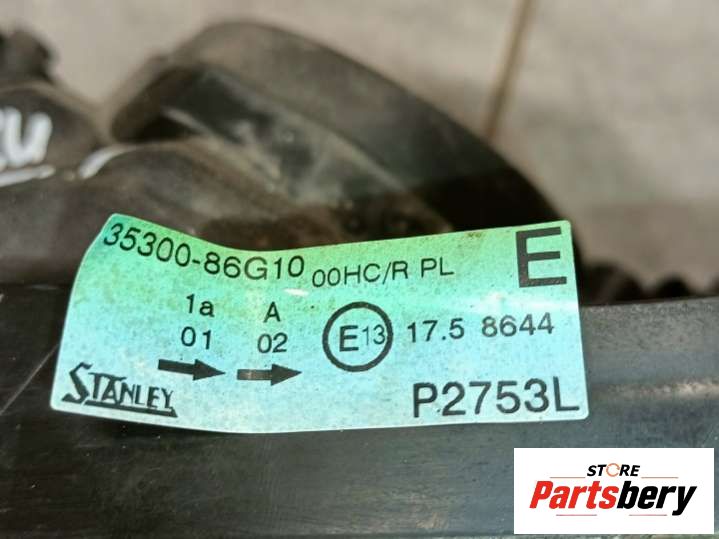 35300-86G10 00HC/R PL E
1a A
01 02 E13 17.5 8644
STANLEY P2753L
STORE
Partsbery